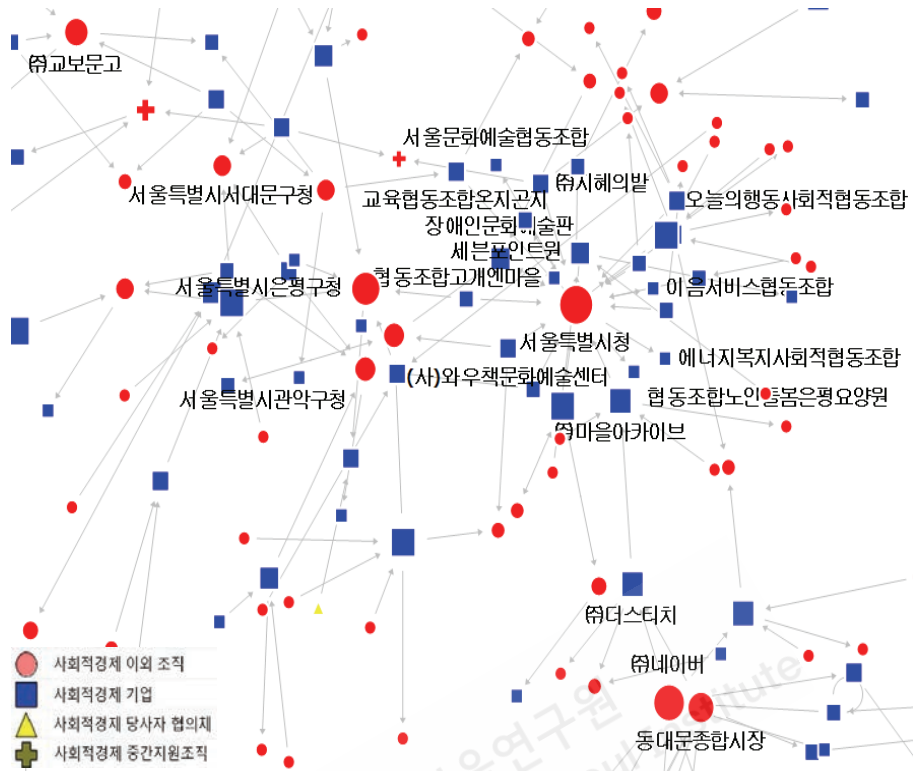 ㈜교보문고
서울문화예술협동조합
㈜시혜의밭
서울특별시서대문구청
교육협동조합온지곤지
오늘의행동사회적협동조합
장애인문화예술판
세븐포인트원
협동조합고개엔마을
서울특별시은평구청
이음서비스협동조합
서울특별시청
에너지복지사회적협동조합
(사)와우책문화예술센터
서울특별시관악구청
협동조합노인돌봄은평요양원
㈜마을아카이브
㈜더스티치
㈜네이버
동대문종합시장
사회적경제 이외 조직
사회적경제 기업
사회적경제 당사자 협의체
사회적경제 중간지원조직